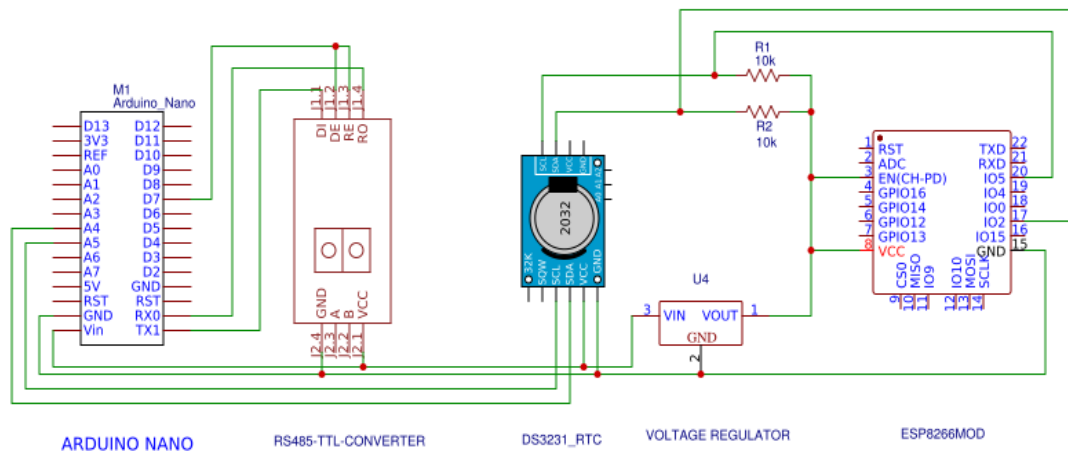 M1
Arduino_Nano
D13 D12
3V3 D11
REF D10
A0 D9
A1 D8
A2 D7
A3 D6
A4 D5
A5 D4
A6 D3
A7 D2
5V GND
RST RST
GND RX0
Vin TX1
ARDUINO NANO
J1.1 J1.2 J1.3 J1.4
DI DE RE RO
GND A B VCC
J2.4 J2.3 J2.2 J2.1
RS485-TTL-CONVERTER
SCL SDA VCC GND
2032
32K SQW SCL SDA VCC GND
DS3231_RTC
R1
10k
R2
10k
U4
3 VIN VOUT 1
GND
2
VOLTAGE REGULATOR
1 RST TXD 22
2 ADC RXD 21
3 EN(CH-PD) IO5 20
4 GPIO16 IO4 19
5 GPIO14 IO0 18
6 GPIO12 IO2 17
7 GPIO13 IO15 16
8 VCC GND 15
CS0 MISO IO9 IO10 MOSI SCLK
9 10 11 12 13 14
ESP8266MOD